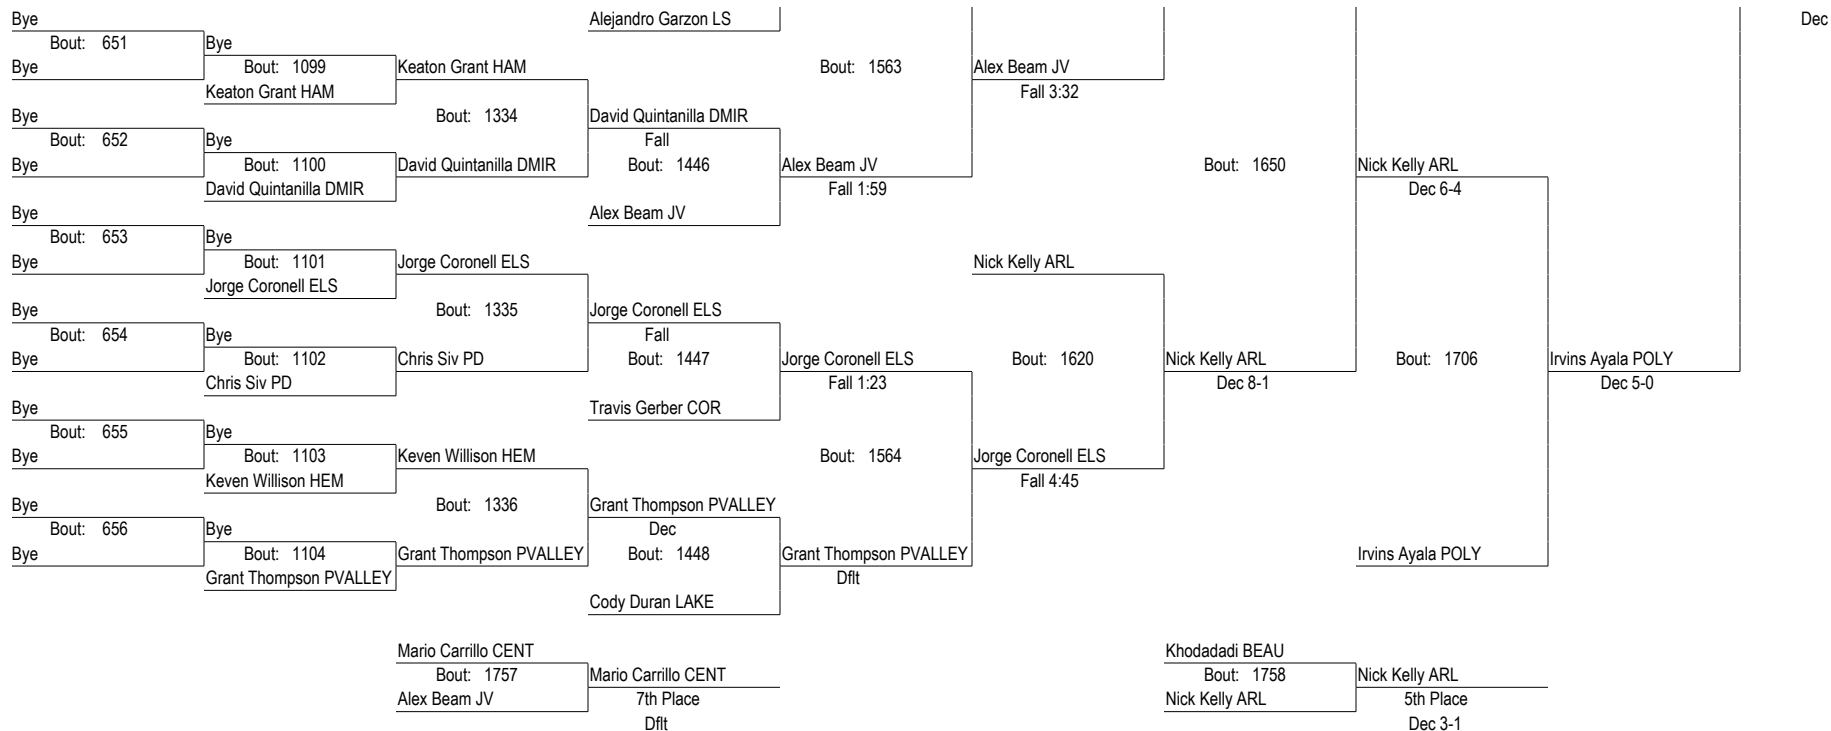 Bye Alejandro Garzon LS Dec
Bout: 651 Bye
Bye Bout: 1099 Keaton Grant HAM Bout: 1563 Alex Beam JV
Keaton Grant HAM Fall 3:32
Bye Bout: 1334 David Quintanilla DMIR
Bout: 652 Bye Fall
Bye Bout: 1100 David Quintanilla DMIR Bout: 1446 Alex Beam JV Bout: 1650 Nick Kelly ARL
David Quintanilla DMIR Fall 1:59 Dec 6-4
Bye Alex Beam JV
Bout: 653 Bye
Bye Bout: 1101 Jorge Coronell ELS Nick Kelly ARL
Jorge Coronell ELS
Bye Bout: 1335 Jorge Coronell ELS
Bout: 654 Bye Fall
Bye Bout: 1102 Chris Siv PD Bout: 1447 Jorge Coronell ELS Bout: 1620 Nick Kelly ARL Bout: 1706 Irvins Ayala POLY
Chris Siv PD Fall 1:23 Dec 8-1 Dec 5-0
Bye Travis Gerber COR
Bout: 655 Bye
Bye Bout: 1103 Keven Willison HEM Bout: 1564 Jorge Coronell ELS
Keven Willison HEM Fall 4:45
Bye Bout: 1336 Grant Thompson PVALLEY
Bout: 656 Bye Dec
Bye Bout: 1104 Grant Thompson PVALLEY Bout: 1448 Grant Thompson PVALLEY Irvins Ayala POLY
Grant Thompson PVALLEY Dflt
Cody Duran LAKE
Mario Carrillo CENT Khodadadi BEAU
Bout: 1757 Mario Carrillo CENT Bout: 1758 Nick Kelly ARL
Alex Beam JV 7th Place Nick Kelly ARL 5th Place
Dflt Dec 3-1